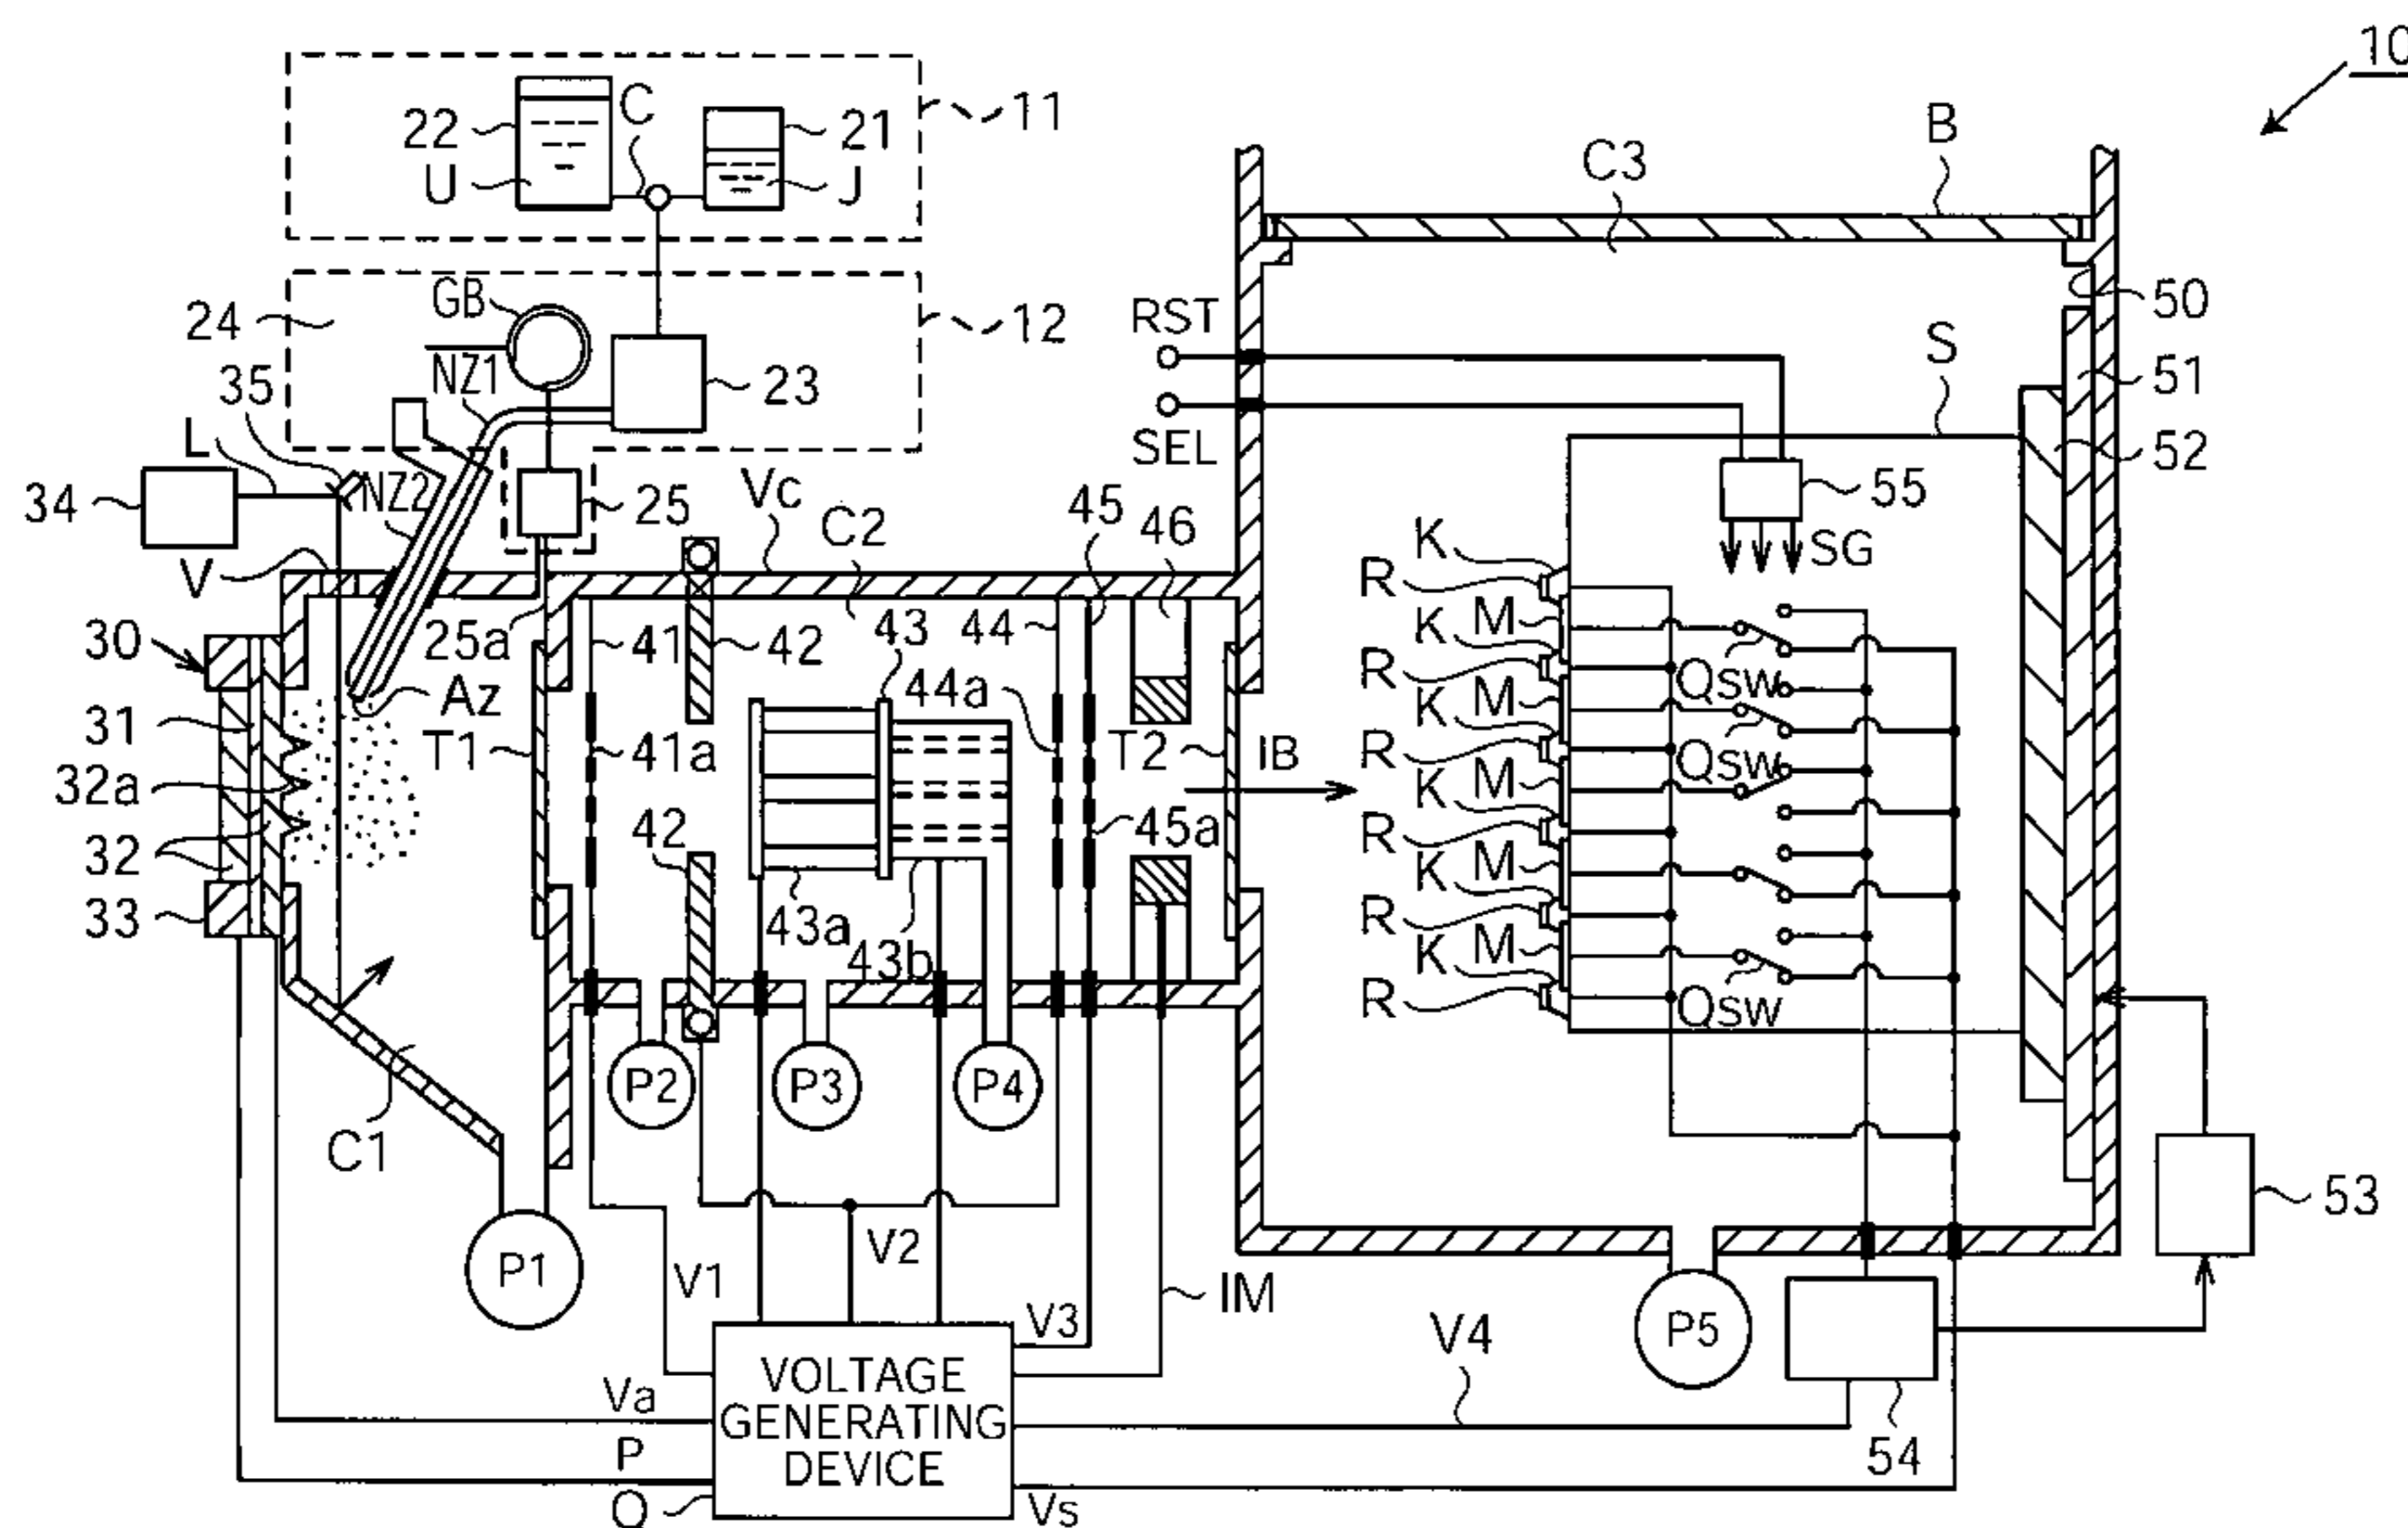 10
11
22
C
21
U
J
B
C3
24
GB
12
RST
50
NZ1
23
S
51
35
SEL
52
L
34
NZ2
25
Vc
C2
45
46
55
K
SG
V
R
30
25a
41
42
43
44
K
M
R
QSW
31
Az
T1
41a
44a
T2
IB
K
M
R
QSW
32a
42
45a
K
M
R
32
43a
K
M
R
33
43b
K
M
R
QSW
P2
P3
P4
C1
53
V2
P1
V1
IM
V3
V4
P5
Va
VOLTAGE
GENERATING
DEVICE
P
54
O
Vs